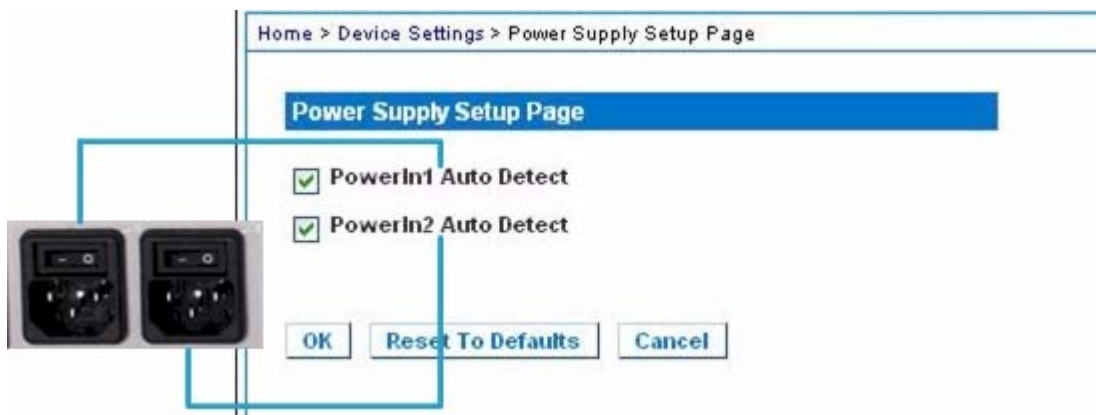 Home > Device Settings > Power Supply Setup Page
Power Supply Setup Page
PowerIn1 Auto Detect
PowerIn2 Auto Detect
OK
Reset To Defaults
Cancel